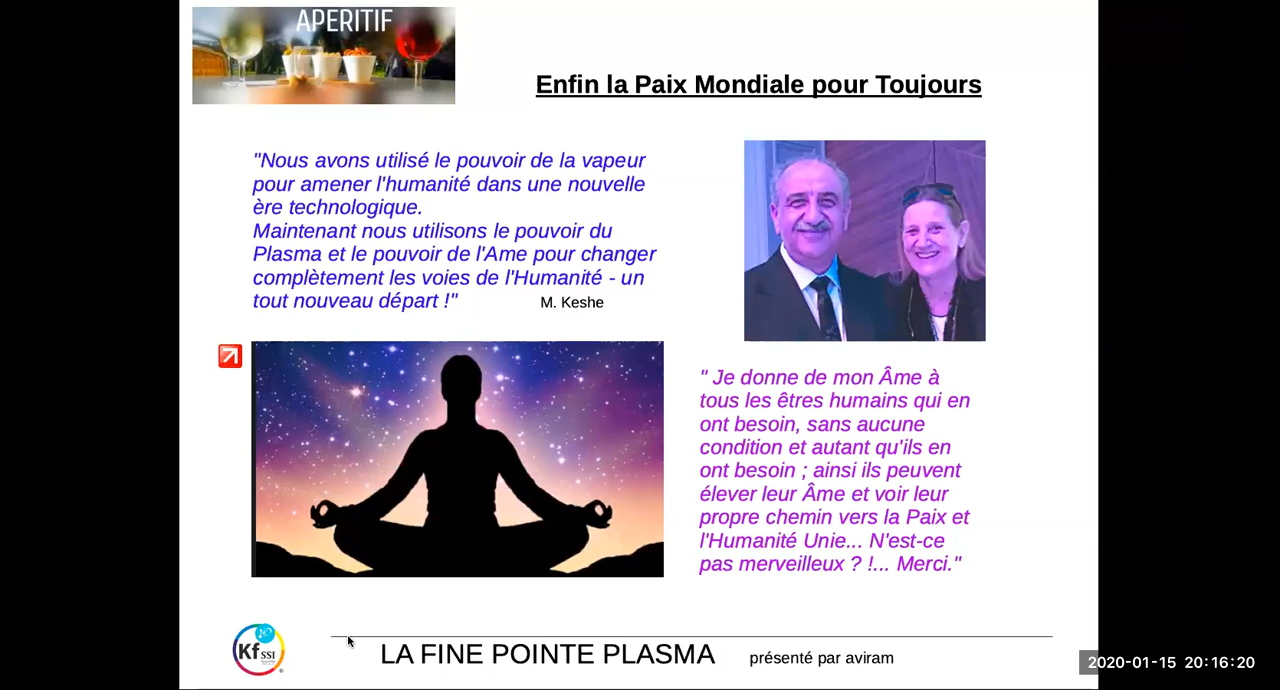 APERITIF
Enfin la Paix Mondiale pour Toujours
"Nous avons utilisé le pouvoir de la vapeur
pour amener l'humanité dans une nouvelle
ère technologique.
Maintenant nous utilisons le pouvoir du
Plasma et le pouvoir de l'Ame pour changer
complètement les voies de l'Humanité - un
tout nouveau départ !"
M. Keshe
" Je donne de mon Âme à
tous les êtres humains qui en
ont besoin, sans aucune
condition et autant qu'ils en
ont besoin ; ainsi ils peuvent
élever leur Âme et voir leur
propre chemin vers la Paix et
l'Humanité Unie... N'est-ce
pas merveilleux ? !... Merci."
Kf SSI
LA FINE POINTE PLASMA
présenté par aviram
2020-01-15 20:16:20